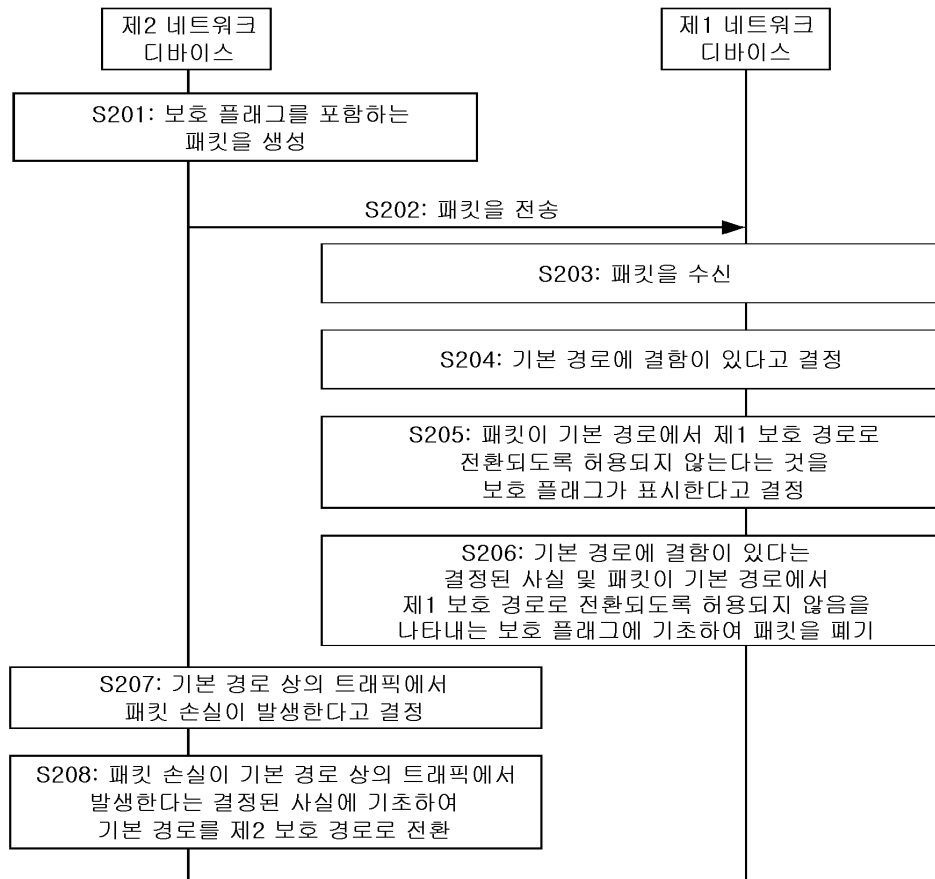 제2 네트워크
디바이스
제1 네트워크
디바이스
S201: 보호 플래그를 포함하는
패킷을 생성
S202: 패킷을 전송
S203: 패킷을 수신
S204: 기본 경로에 결함이 있다고 결정
S205: 패킷이 기본 경로에서 제1 보호 경로로
전환되도록 허용되지 않는다는 것을
보호 플래그가 표시한다고 결정
S206: 기본 경로에 결함이 있다는
결정된 사실 및 패킷이 기본 경로에서
제1 보호 경로로 전환되도록 허용되지 않음을
나타내는 보호 플래그에 기초하여 패킷을 폐기
S207: 기본 경로 상의 트래픽에서
패킷 손실이 발생한다고 결정
S208: 패킷 손실이 기본 경로 상의 트래픽에서
발생한다는 결정된 사실에 기초하여
기본 경로를 제2 보호 경로로 전환